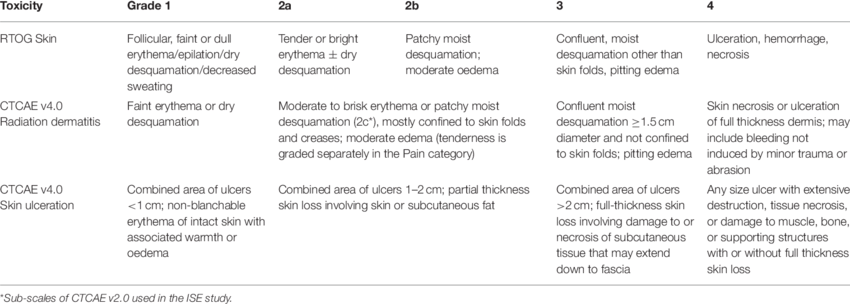 Toxicity Grade 1 2a 2b 3 4
RTOG Skin
Follicular, faint or dull
erythema/epilation/dry
desquamation/decreased
sweating
Tender or bright
erythema ± dry
desquamation
Patchy moist
desquamation;
moderate oedema
Confluent, moist
desquamation other than
skin folds, pitting edema
Ulceration, hemorrhage,
necrosis
CTCAE v4.0
Radiation dermatitis
Faint erythema or dry
desquamation
Moderate to brisk erythema or patchy moist
desquamation (2c*), mostly confined to skin folds
and creases; moderate edema (tenderness is
graded separately in the Pain category)
Confluent moist
desquamation ≥1.5 cm
diameter and not confined
to skin folds; pitting edema
Skin necrosis or ulceration
of full thickness dermis; may
include bleeding not
induced by minor trauma or
abrasion
CTCAE v4.0
Skin ulceration
Combined area of ulcers
<1 cm; non-blanchable
erythema of intact skin with
associated warmth or
oedema
Combined area of ulcers 1–2 cm; partial thickness
skin loss involving skin or subcutaneous fat
Combined area of ulcers
>2 cm; full-thickness skin
loss involving damage to or
necrosis of subcutaneous
tissue that may extend
down to fascia
Any size ulcer with extensive
destruction, tissue necrosis,
or damage to muscle, bone,
or supporting structures
with or without full thickness
skin loss
*Sub-scales of CTCAE v2.0 used in the ISE study.